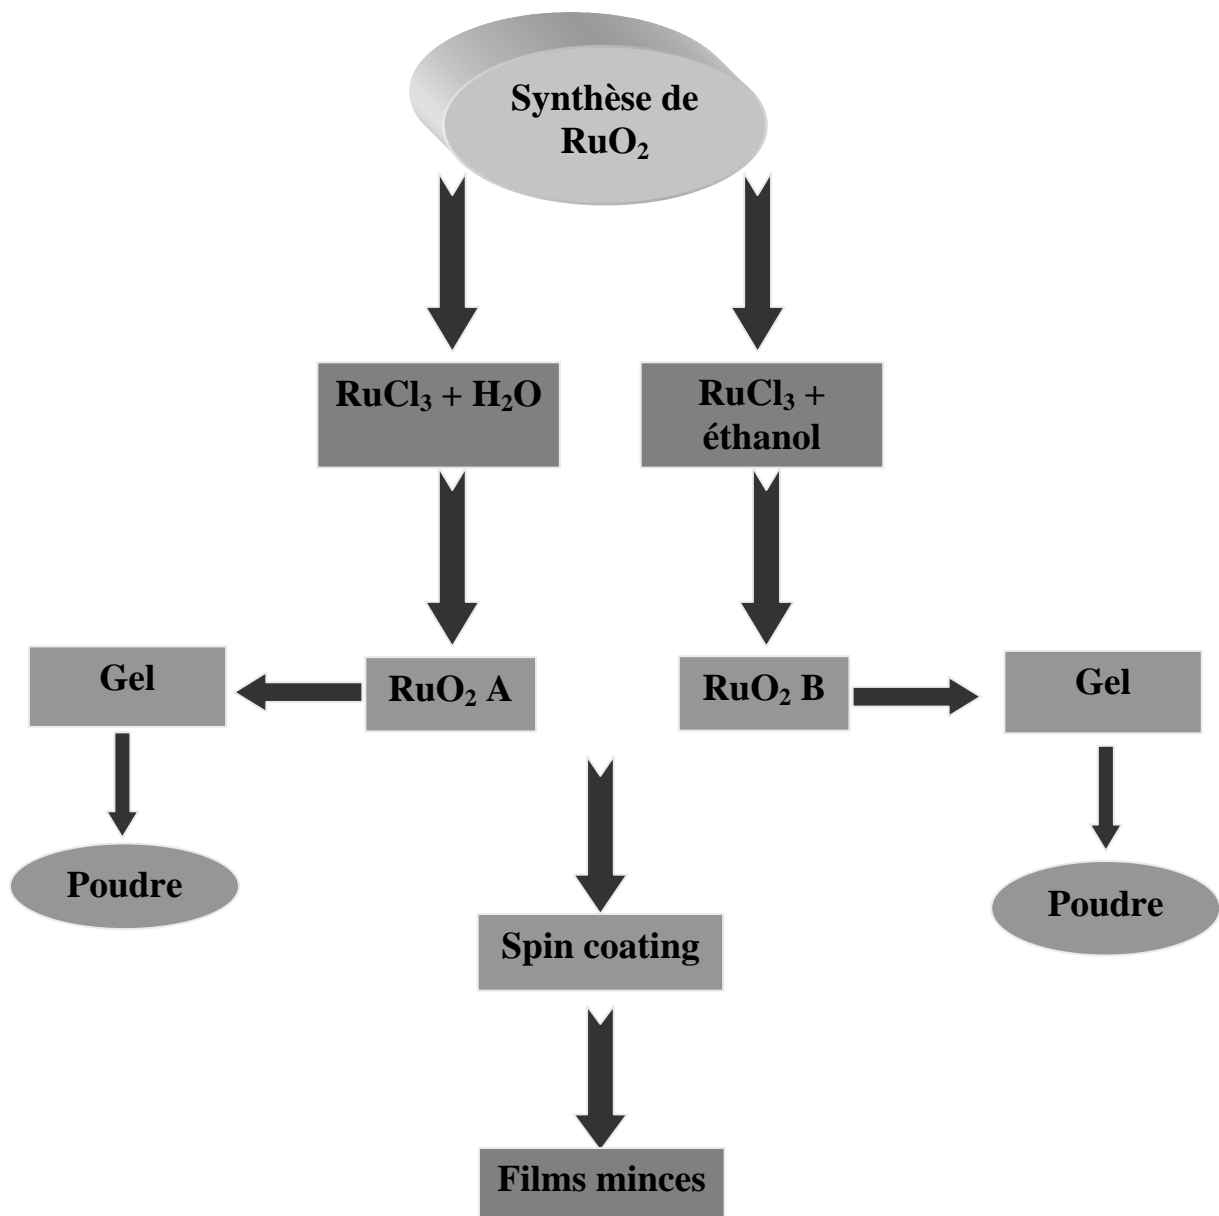 Synthèse de
RuO₂
RuCl₃ + H₂O
RuCl₃ +
éthanol
Gel
RuO₂ A
RuO₂ B
Gel
Poudre
Poudre
Spin coating
Films minces